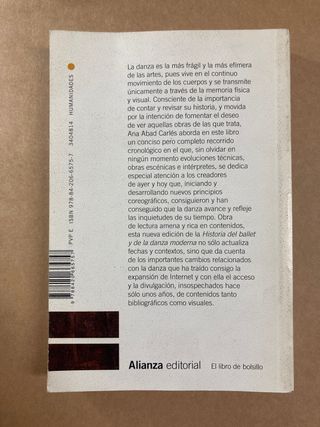 La danza es la más frágil y la más efímera
de las artes, pues vive en el continuo
movimiento de los cuerpos y se transmite
únicamente a través de la memoria física
y visual. Consciente de la importancia
de contar y revisar su historia, y movida
por la intención de fomentar el deseo
de ver aquellas obras de las que trata,
Ana Abad Carlés aborda en este libro
un conciso pero completo recorrido
cronológico en el que, sin olvidar en
ningún momento evoluciones técnicas,
obras escénicas e intérpretes, se dedica
especial atención a los creadores
de ayer y hoy que, iniciando y
desarrollando nuevos principios
coreográficos, consiguieron y han
conseguido que la danza avance y refleje
las inquietudes de su tiempo. Obra
de lectura amena y rica en contenidos,
esta nueva edición de la Historia del ballet
y de la danza moderna no sólo actualiza
fechas y contextos, sino que da cuenta
de los importantes cambios relacionados
con la danza que ha traído consigo la
expansión de Internet y con ella el acceso
y la divulgación, insospechados hace
sólo unos años, de contenidos tanto
bibliográficos como visuales.
HUMANIDADES
3404814
ISBN 978-84-206-6575-7
PVP E
9 788420 665757
Alianza editorial
El libro de bolsillo